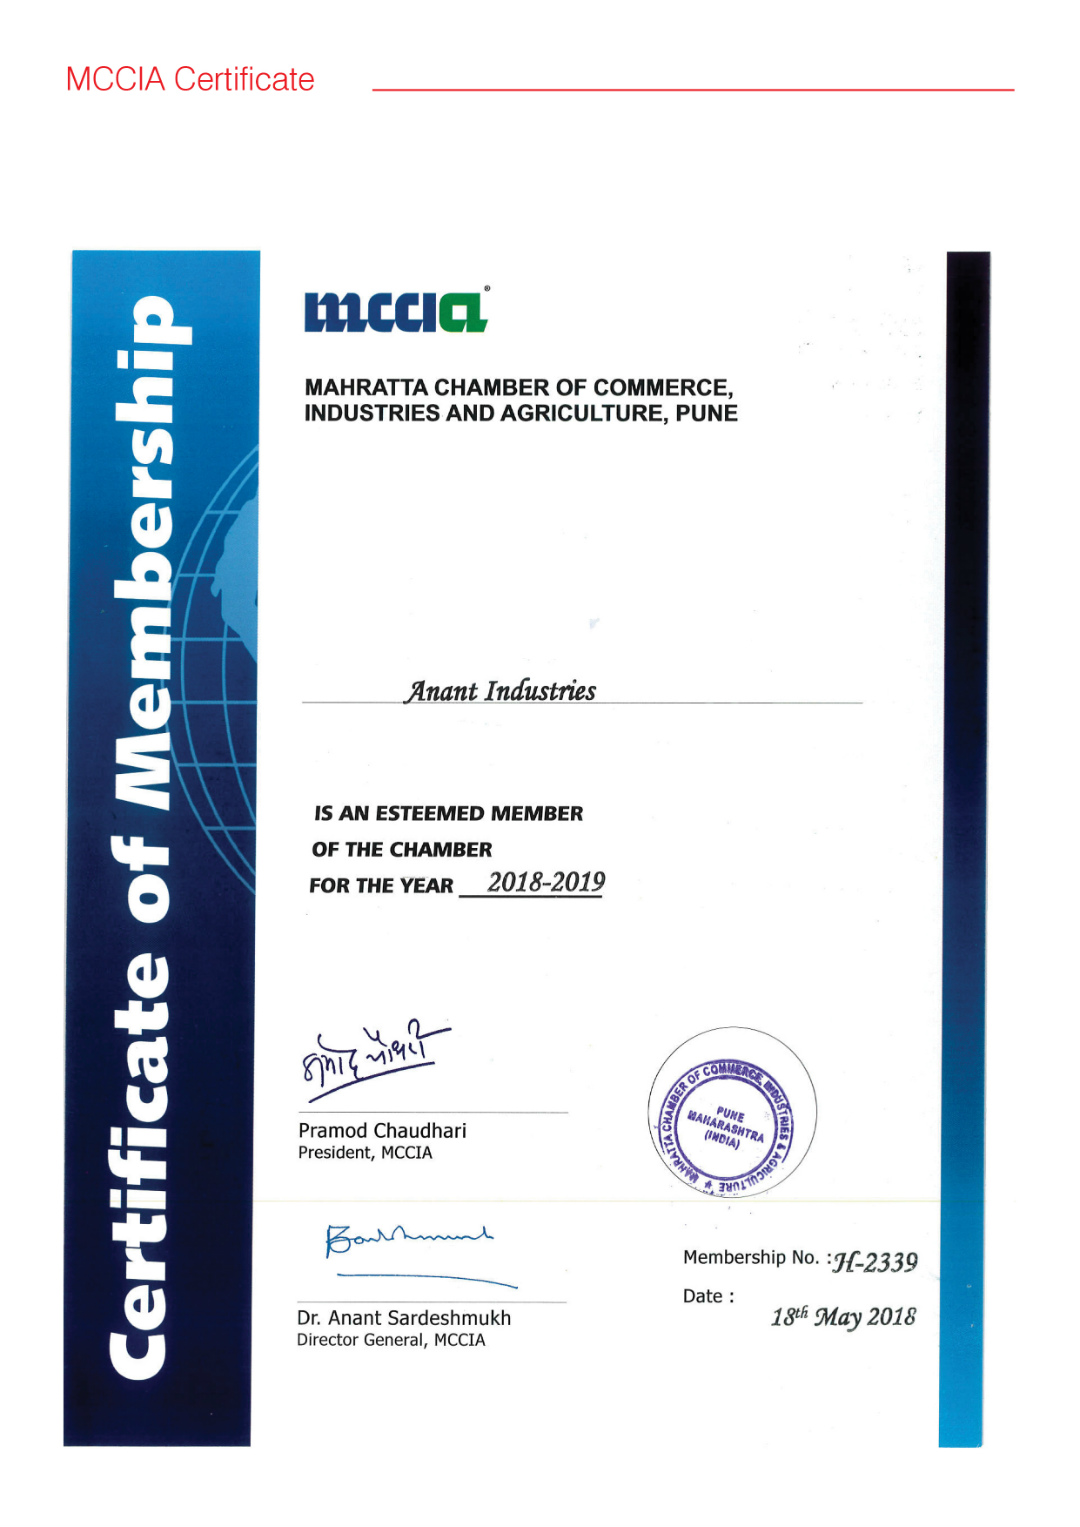 MCCIA Certificate
Certificate of Membership
mccia®
MAHRATTA CHAMBER OF COMMERCE,
INDUSTRIES AND AGRICULTURE, PUNE
Anant Industries
IS AN ESTEEMED MEMBER
OF THE CHAMBER
FOR THE YEAR 2018-2019
प्रमोद चौधरी
Pramod Chaudhari
President, MCCIA
MAHRATTA CHAMBER OF COMMERCE, INDUSTRIES & AGRICULTURE ★
PUNE
MAHARASHTRA
(INDIA)
Dr. Anant Sardeshmukh
Director General, MCCIA
Membership No. : H-2339
Date :
18th May 2018